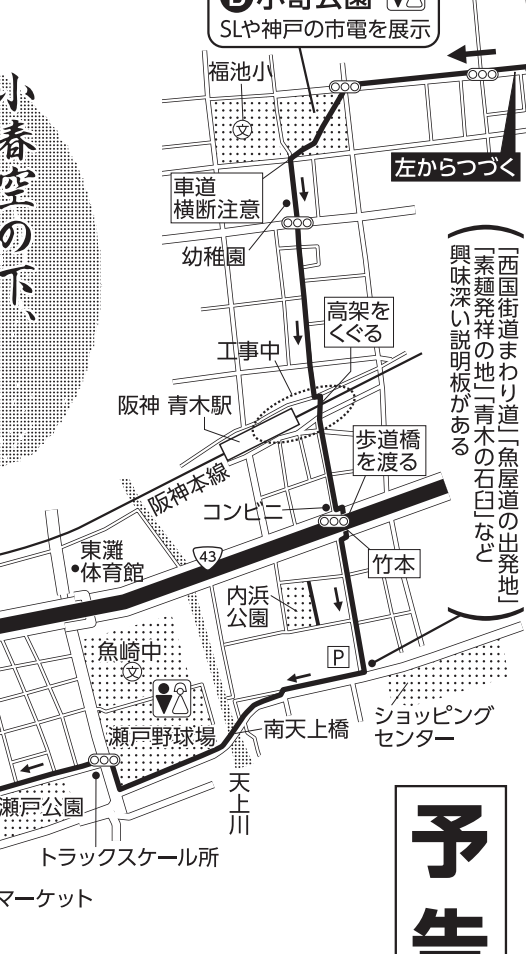 小寄公園
SLや神戸の市電を展示
福池小
文
左からつづく
車道
横断注意
幼稚園
小春空の下、
「西国街道まわり道」「魚屋道の出発地」
「素麺発祥の地」「青木の石臼」など
興味深い説明板がある
高架を
くぐる
工事中
阪神 青木駅
歩道橋
を渡る
阪神本線
コンビニ
43
竹本
東灘
体育館
内浜
公園
魚崎中
文
P
瀬戸野球場
南天上橋
ショッピング
センター
天上川
瀬戸公園
トラックスケール所
マーケット
予告